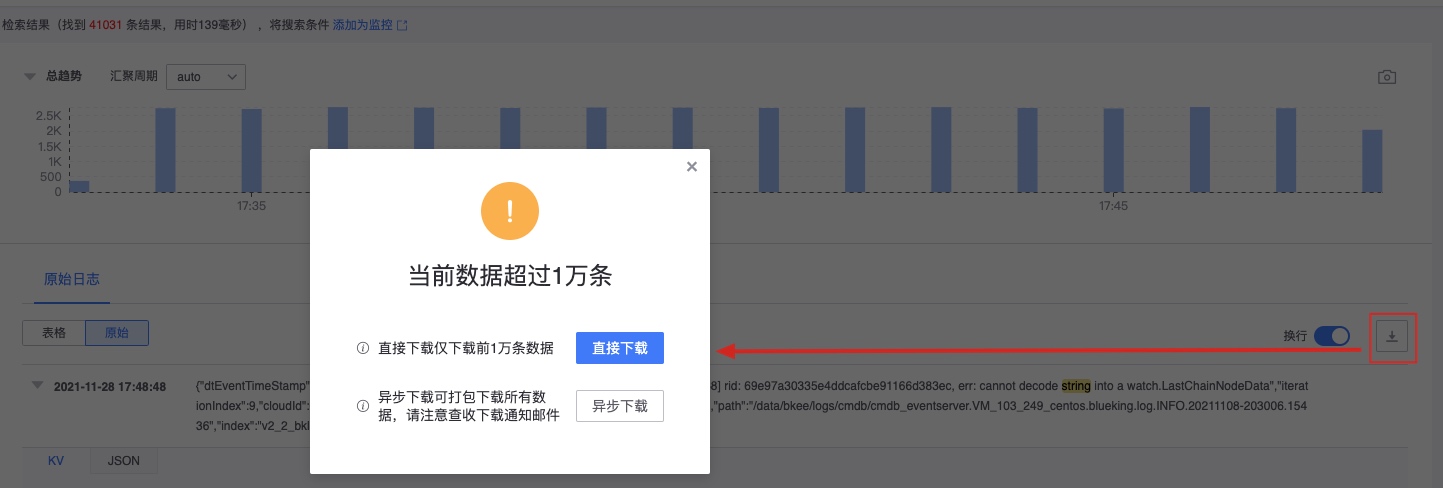 检索结果（找到 41031 条结果，用时139毫秒），将搜索条件 添加为监控
总趋势 汇聚周期 auto
2.5K
2K
1.5K
1K
500
0
17:35
17:45
当前数据超过1万条
直接下载仅下载前1万条数据 直接下载
异步下载可打包下载所有数
据，请注意查收下载通知邮件
异步下载
原始日志
表格 原始
换行
2021-11-28 17:48:48
{"dtEventTimeStamp" 8] rid: 69e97a30335e4ddcafcbe91166d383ec, err: cannot decode string into a watch.LastChainNodeData","iterat
ionIndex":9,"cloudId": ,"path":"/data/bkee/logs/cmdb/cmdb_eventserver.VM_103_249_centos.blueking.log.INFO.20211108-203006.154
36","index":"v2_2_bkl
KV JSON